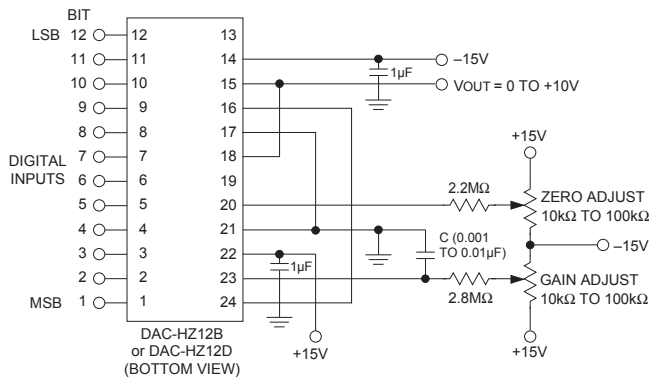 BIT
LSB 12 12 13
11 11 14 –15V
1µF
10 10 15 VOUT = 0 TO +10V
9 9 16
8 8 17
+15V
DIGITAL INPUTS
7 7 18
6 6 19
2.2MΩ
ZERO ADJUST
10kΩ TO 100kΩ
5 5 20
4 4 21
C (0.001 TO 0.01µF)
–15V
3 3 22
1µF
2 2 23
2.8MΩ
GAIN ADJUST
10kΩ TO 100kΩ
MSB 1 1 24
DAC-HZ12B
or DAC-HZ12D
(BOTTOM VIEW)
+15V
+15V